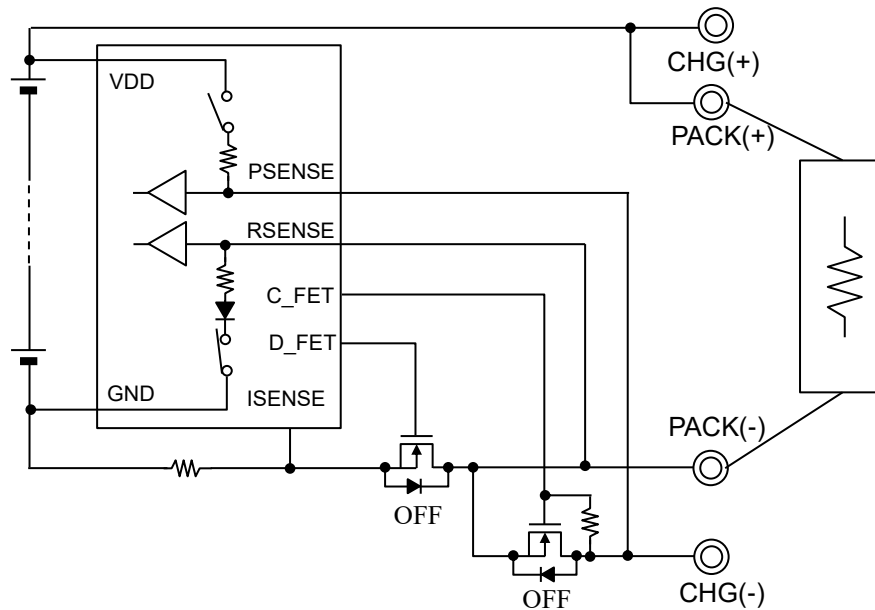 CHG(+)
VDD
PACK(+)
PSENSE
RSENSE
C_FET
D_FET
GND
ISENSE
PACK(-)
OFF
CHG(-)
OFF